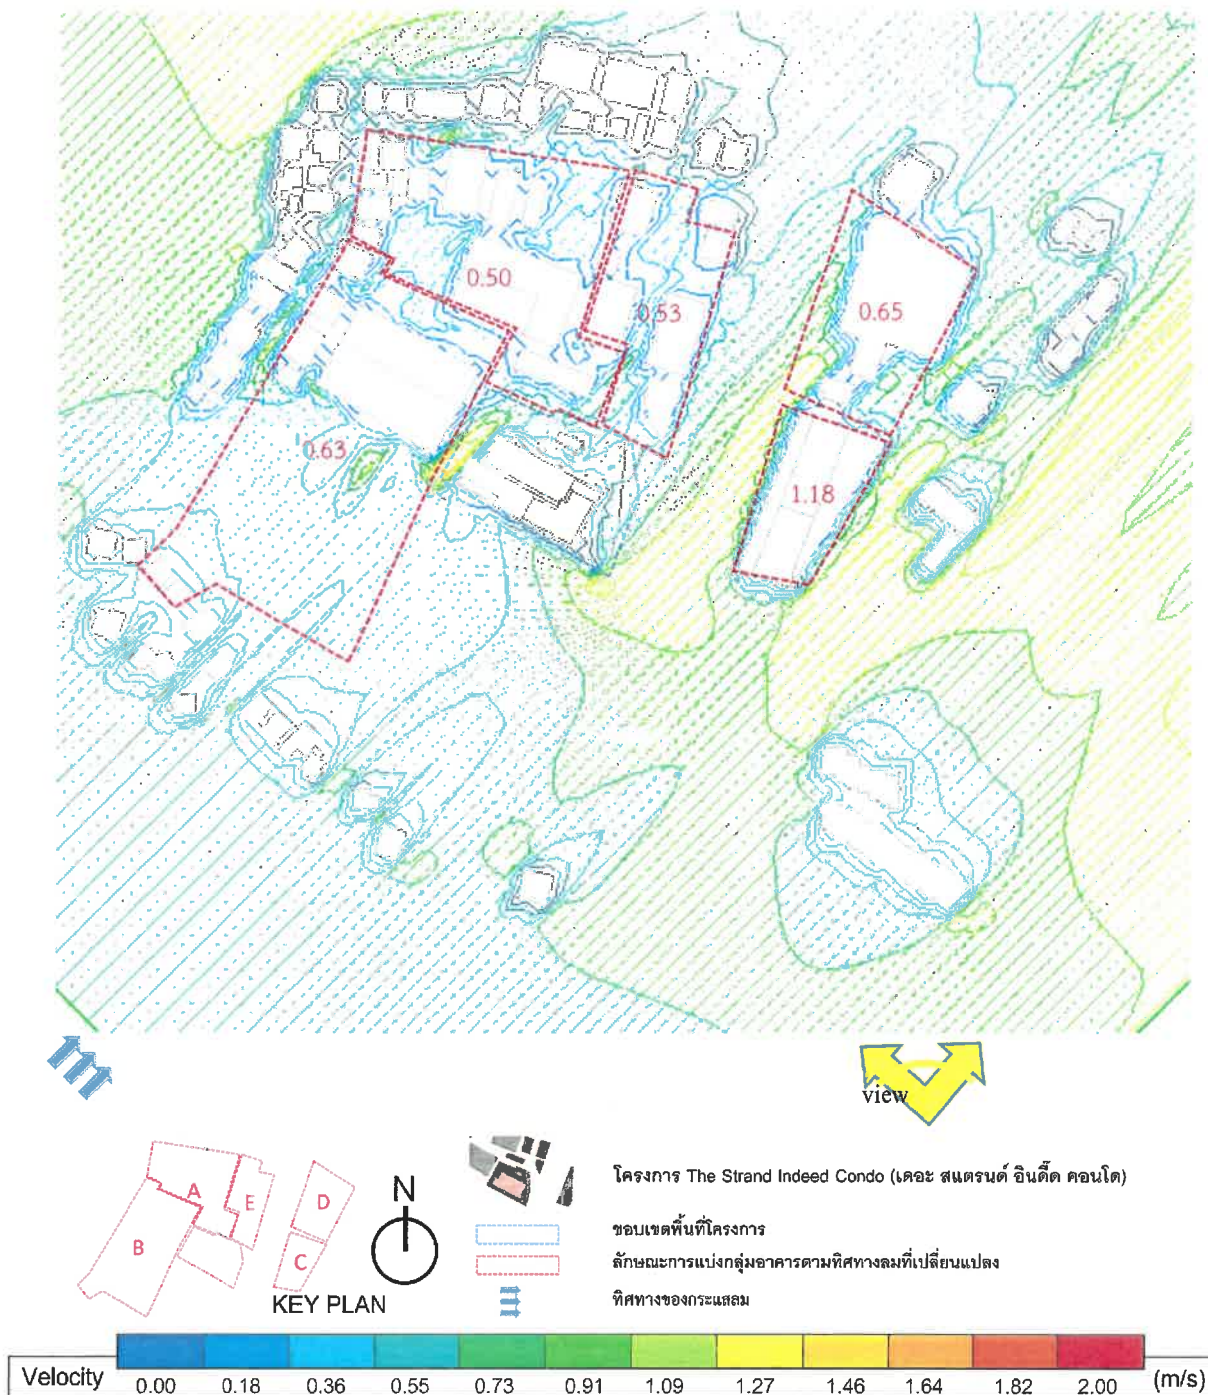 0.50
0.53
0.65
0.63
1.18
view
A
E
D
B
C
N
KEY PLAN
โครงการ The Strand Indeed Condo (เดอะ สแตรนด์ อินดี๊ด คอนโด)
ขอบเขตพื้นที่โครงการ
ลักษณะการแบ่งกลุ่มอาคารตามทิศทางลมที่เปลี่ยนแปลง
ทิศทางของกระแสลม
Velocity 0.00 0.18 0.36 0.55 0.73 0.91 1.09 1.27 1.46 1.64 1.82 2.00 (m/s)